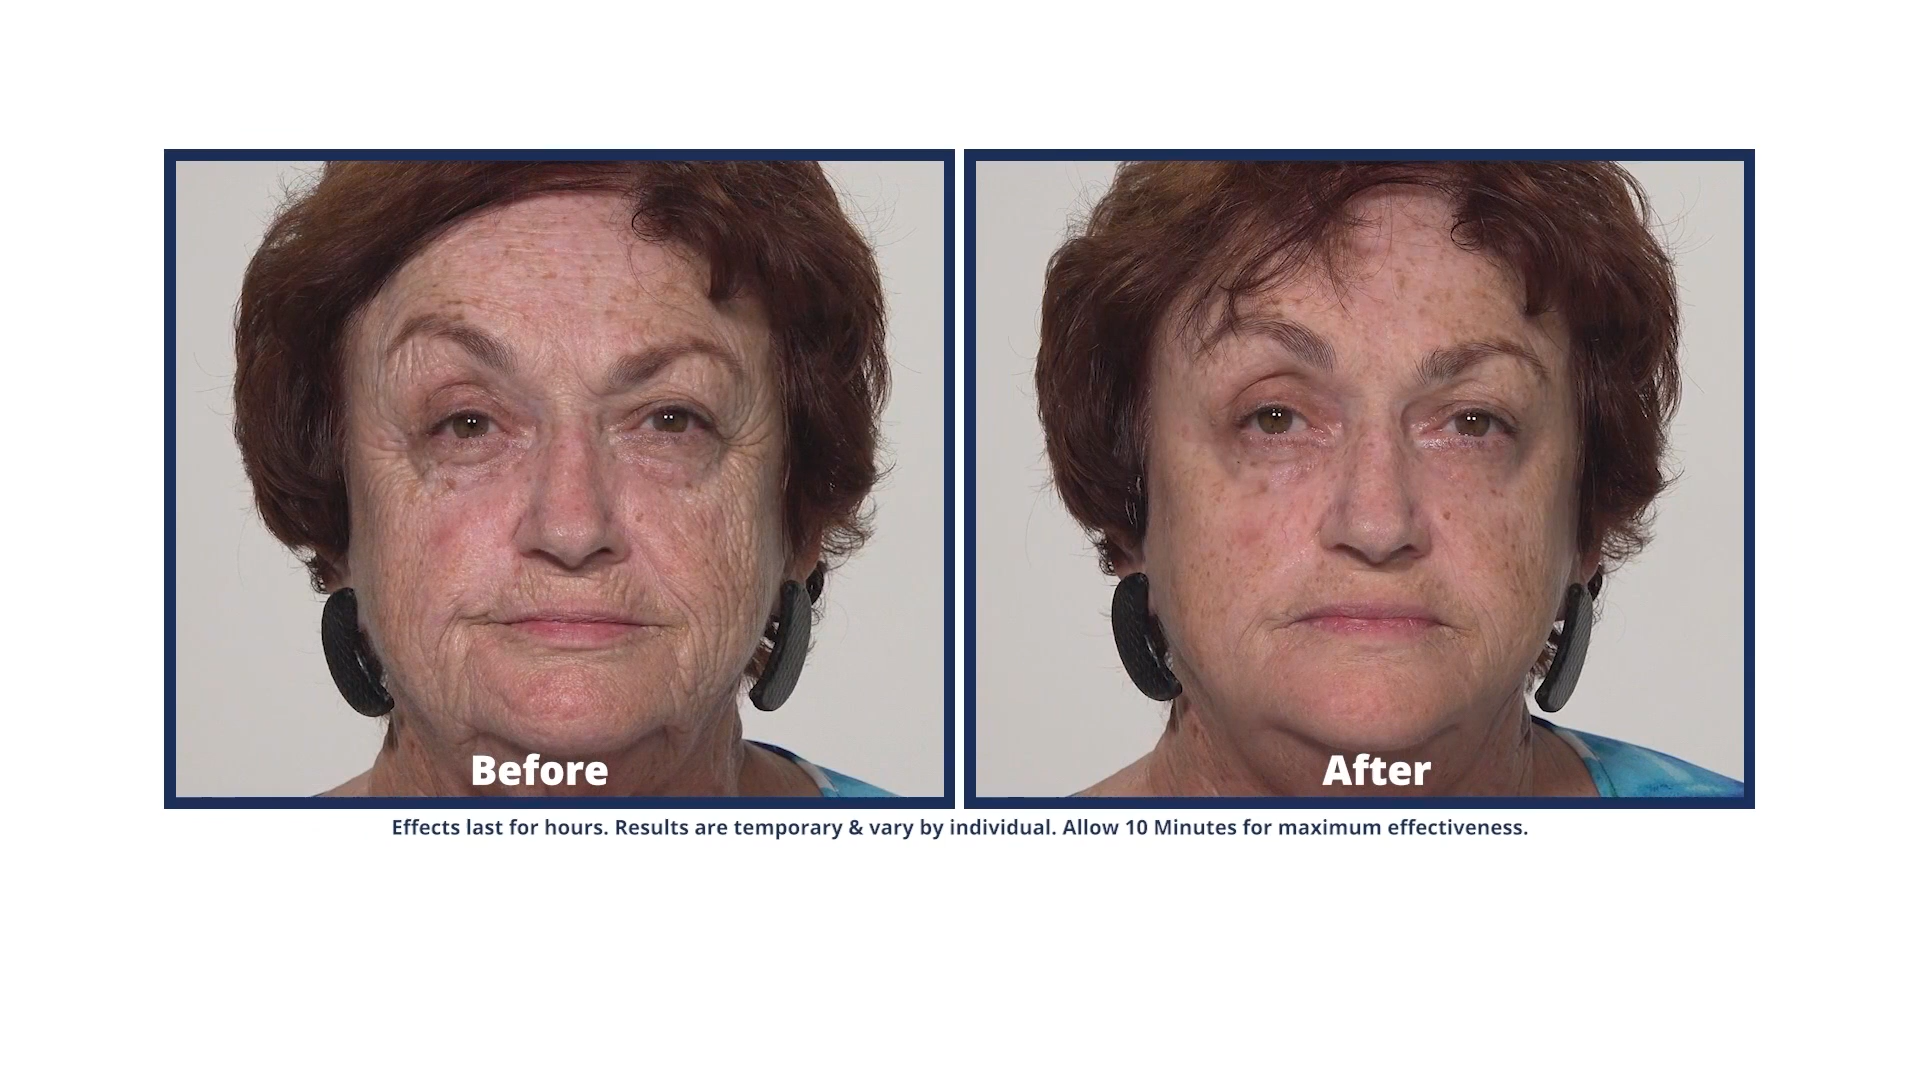 Before
After
Effects last for hours. Results are temporary & vary by individual. Allow 10 Minutes for maximum effectiveness.